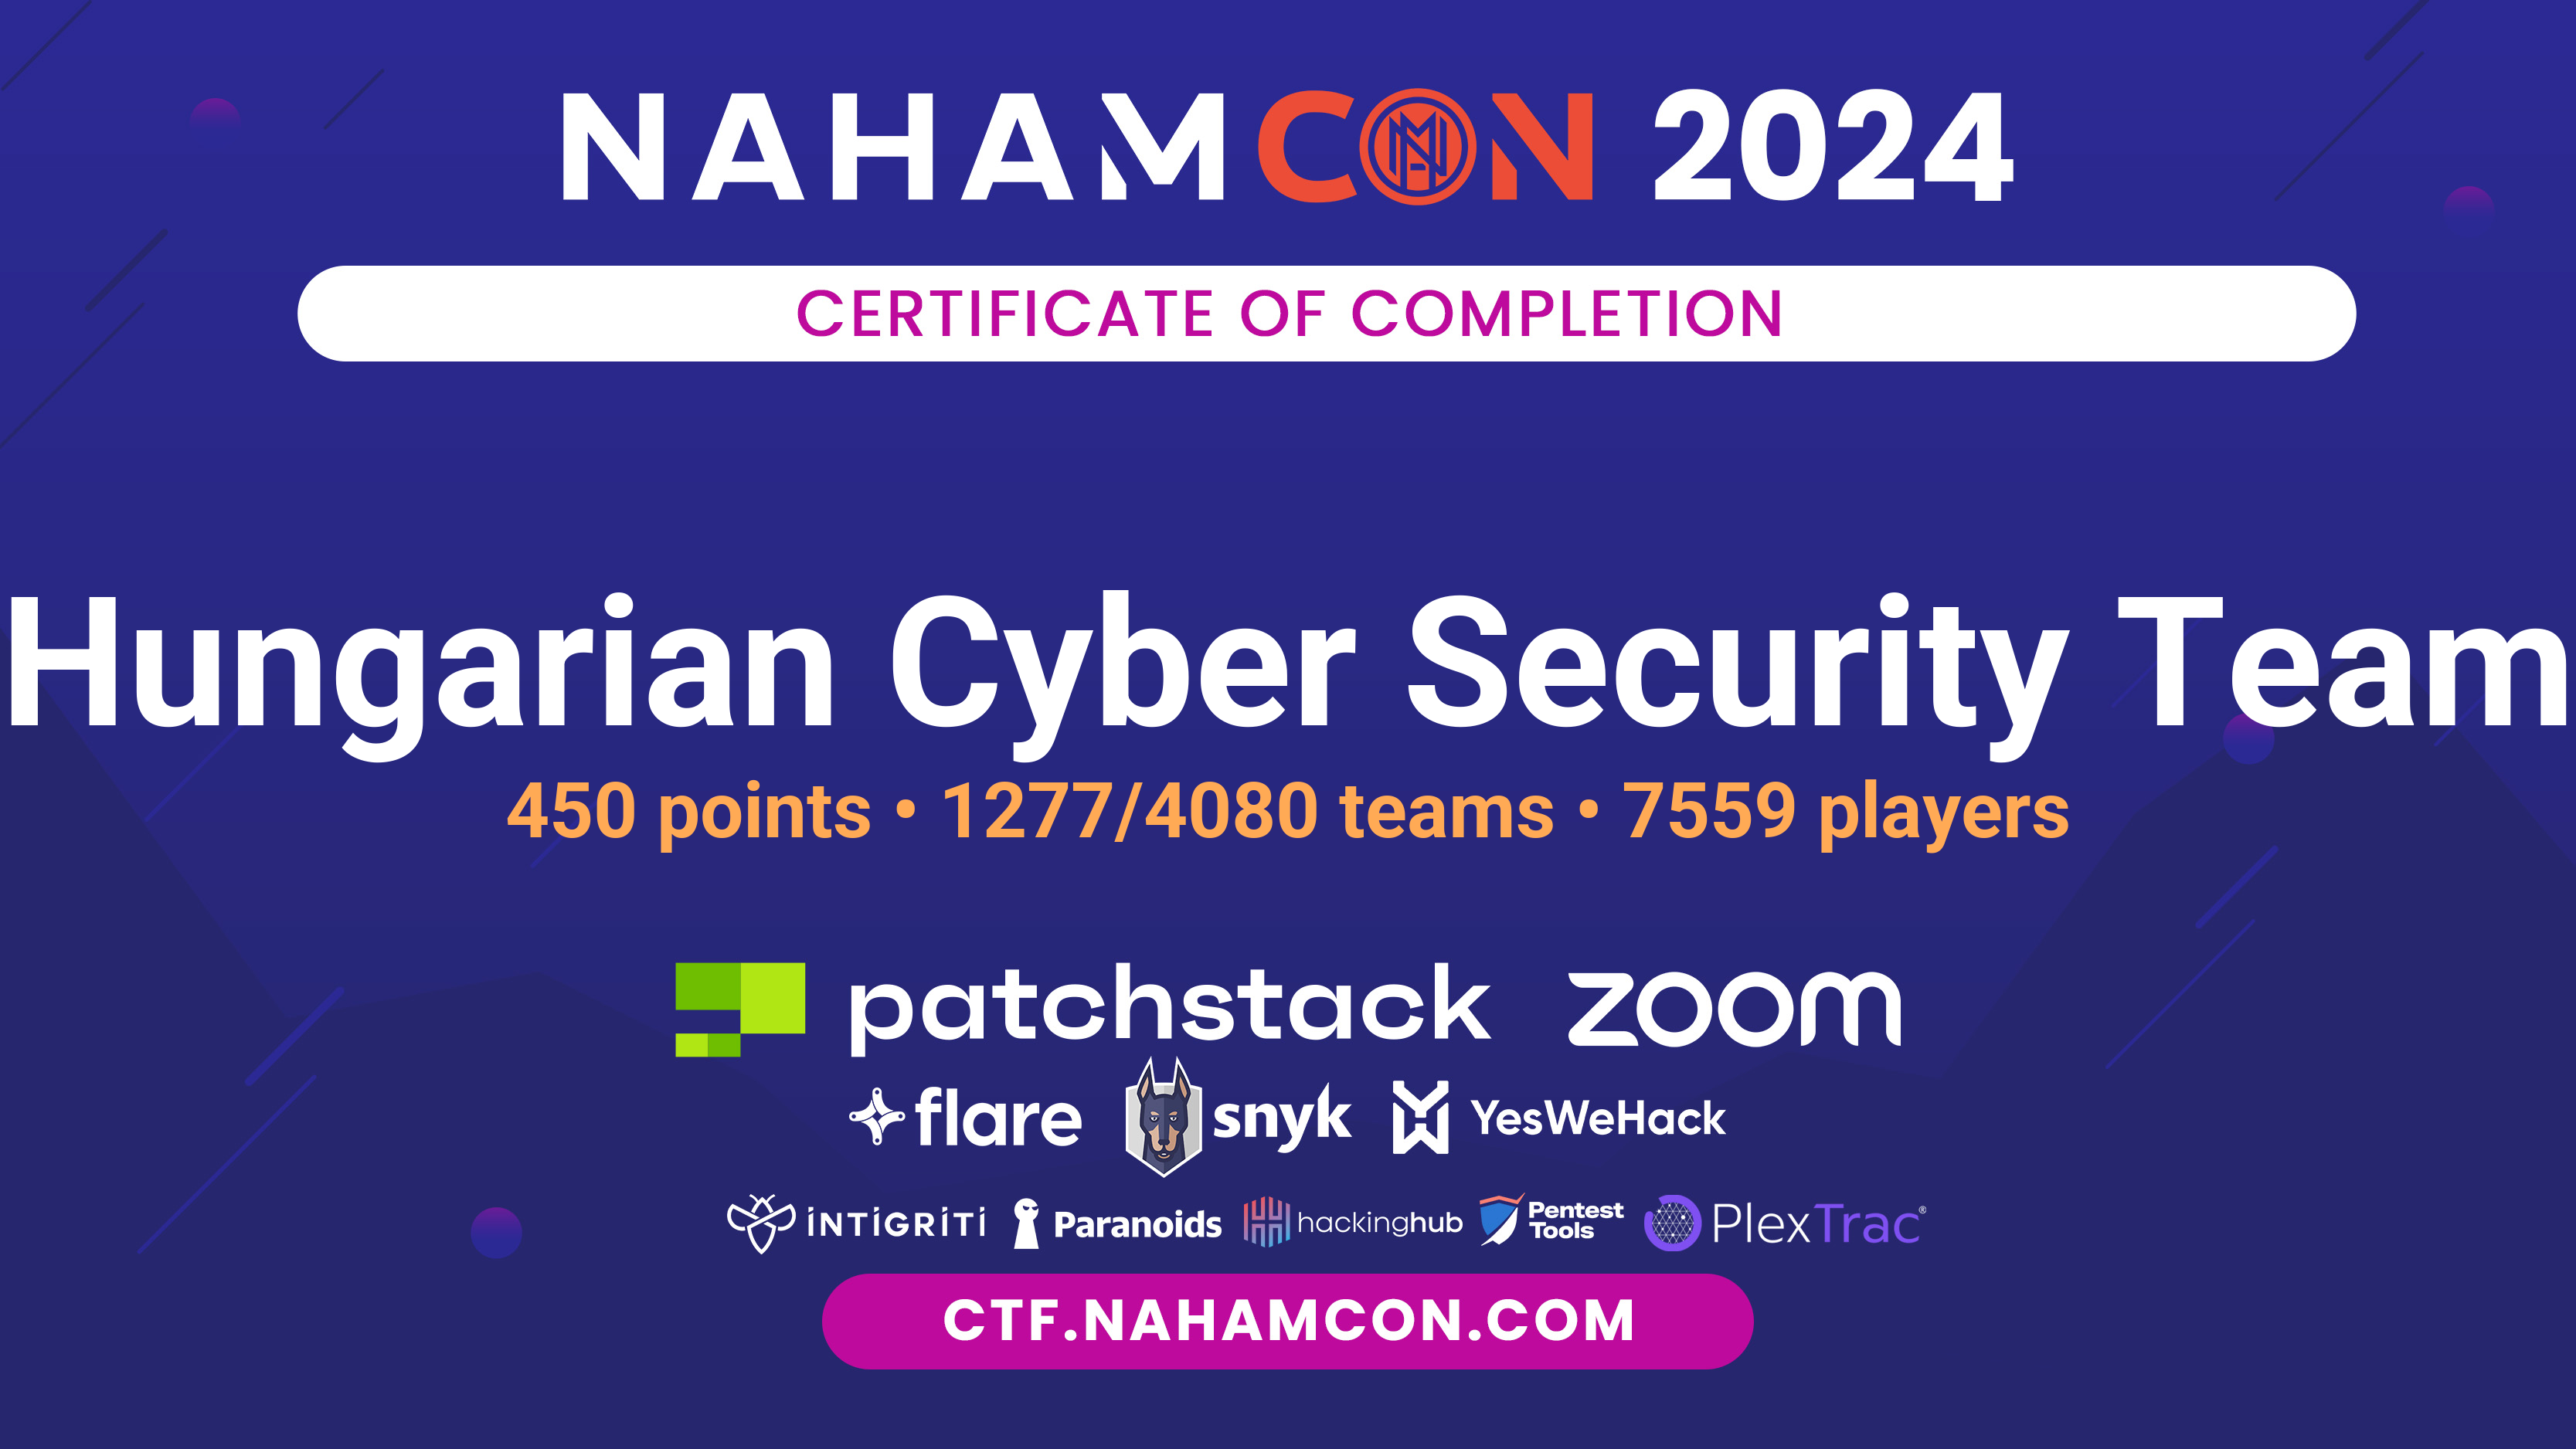 NAHAMCON 2024
CERTIFICATE OF COMPLETION
Hungarian Cyber Security Team
450 points • 1277/4080 teams • 7559 players
patchstack zoom
flare snyk YesWeHack
INTIGRITI Paranoids hackinghub Pentest Tools PlexTrac®
CTF.NAHAMCON.COM